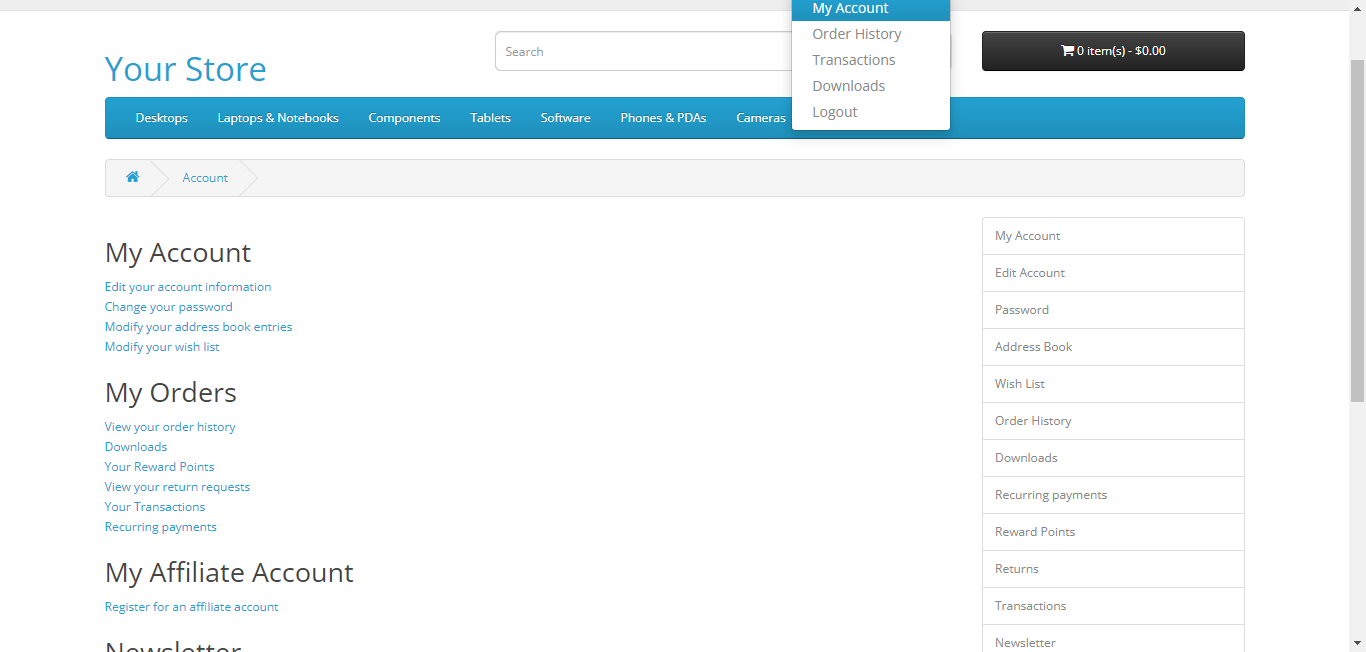 My Account
Order History
Transactions
Downloads
Logout
Your Store
Search
0 item(s) - $0.00
Desktops
Laptops & Notebooks
Components
Tablets
Software
Phones & PDAs
Cameras
Account
My Account
Edit your account information
Change your password
Modify your address book entries
Modify your wish list
My Orders
View your order history
Downloads
Your Reward Points
View your return requests
Your Transactions
Recurring payments
My Affiliate Account
Register for an affiliate account
Newsletter
My Account
Edit Account
Password
Address Book
Wish List
Order History
Downloads
Recurring payments
Reward Points
Returns
Transactions
Newsletter